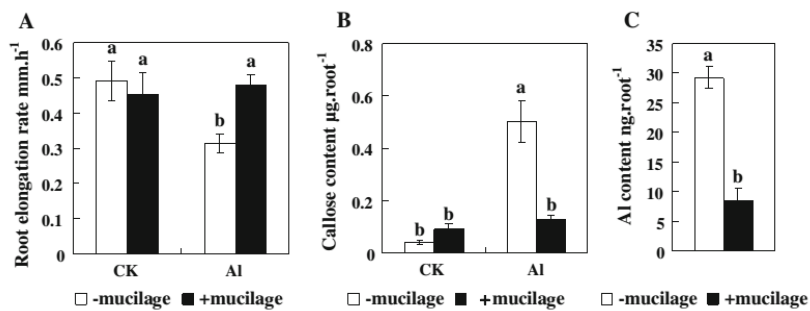 A
Root elongation rate mm.h-1
0.6
0.5
0.4
0.3
0.2
0.1
0
a
a
b
a
CK
Al
-mucilage
+mucilage
B
Callose content µg.root-1
0.8
0.6
0.4
0.2
0
b
b
a
b
CK
Al
-mucilage
+mucilage
C
Al content ng.root-1
35
30
25
20
15
10
5
0
a
b
-mucilage
+mucilage